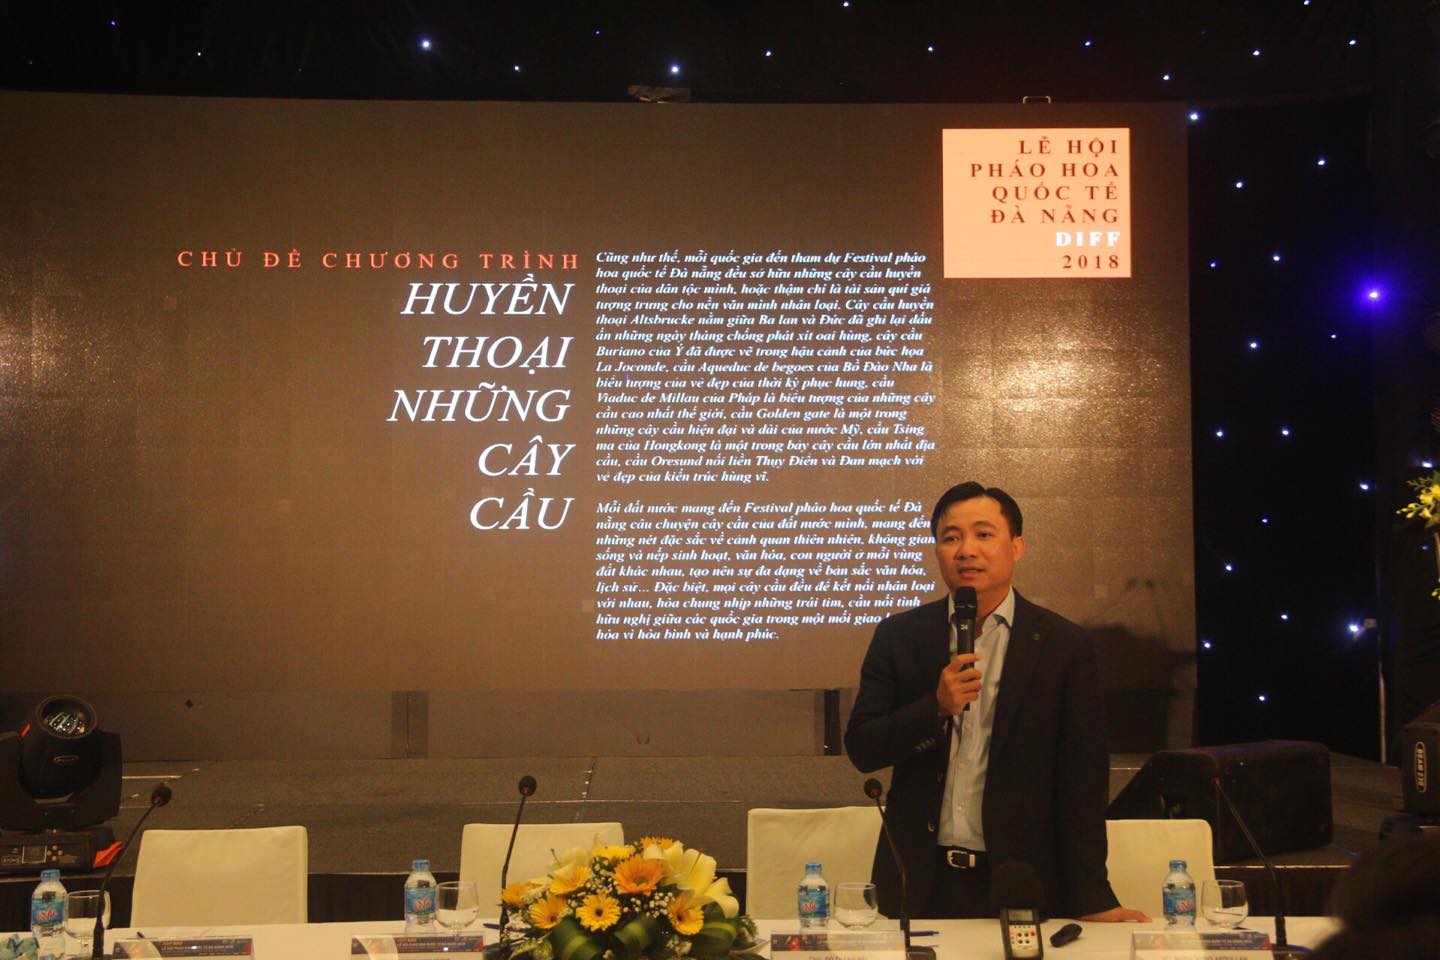 LỄ HỘI
PHÁO HOA
QUỐC TẾ
ĐÀ NẴNG
DIFF
2018
CHỦ ĐỀ CHƯƠNG TRÌNH
HUYỀN
THOẠI
NHỮNG
CÂY
CẦU
Cũng như thế, mỗi quốc gia đến tham dự Festival pháo
hoa quốc tế Đà nẵng đều sở hữu những cây cầu huyền
thoại của dân tộc mình, hoặc thậm chí là tài sản quí giá
tượng trưng cho nền văn minh nhân loại. Cây cầu huyền
thoại Altsbrucke nằm giữa Ba lan và Đức đã ghi lại dấu
ấn những ngày tháng chống phát xít oai hùng, cây cầu
Buriano của Ý đã được vẽ trong hậu cảnh của bức họa
La Joconde, cầu Aqueduc de begoes của Bồ Đào Nha là
biểu tượng của vẻ đẹp của thời kỳ phục hưng, cầu
Viaduc de Millau của Pháp là biểu tượng của những cây
cầu cao nhất thế giới, cầu Golden gate là một trong
những cây cầu hiện đại và dài của nước Mỹ, cầu Tsing
ma của Hongkong là một trong bảy cây cầu lớn nhất địa
cầu, cầu Oresund nối liền Thụy Điển và Đan mạch với
vẻ đẹp của kiến trúc hùng vĩ.
Mỗi đất nước mang đến Festival pháo hoa quốc tế Đà
nẵng câu chuyện cây cầu của đất nước mình, mang đến
những nét đặc sắc về cảnh quan thiên nhiên, không gian
sống và nếp sinh hoạt, văn hóa, con người ở mỗi vùng
đất khác nhau, tạo nên sự đa dạng về bản sắc văn hóa,
lịch sử... Đặc biệt, mọi cây cầu đều để kết nối nhân loại
với nhau, hòa chung nhịp những trái tim, cầu nối tình
hữu nghị giữa các quốc gia trong một mối giao
hòa vì hòa bình và hạnh phúc.
BEAM 230